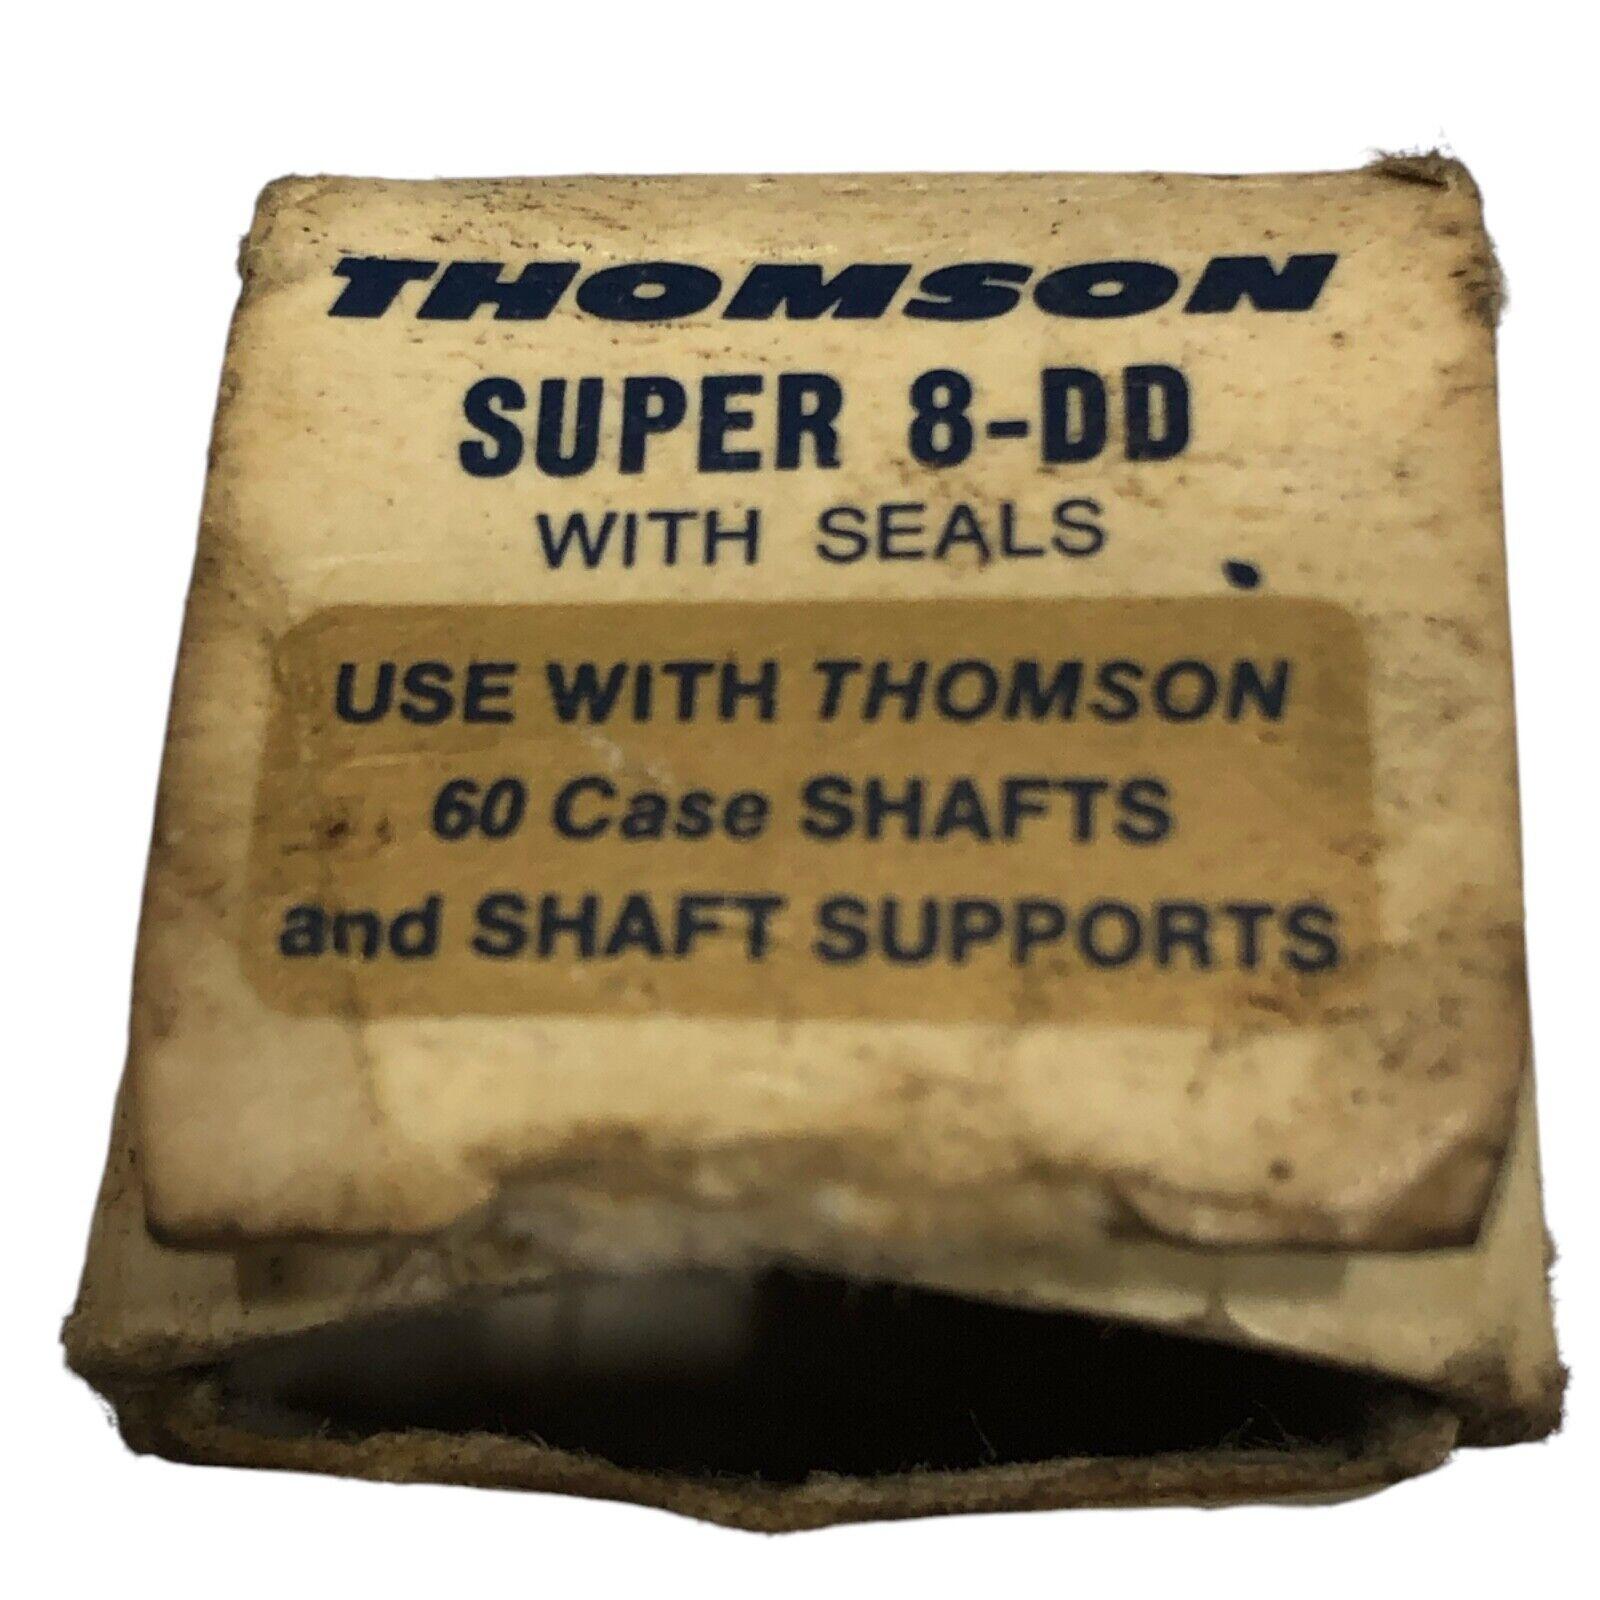 THOMSON
SUPER 8-DD
WITH SEALS
USE WITH THOMSON
60 Case SHAFTS
and SHAFT SUPPORTS